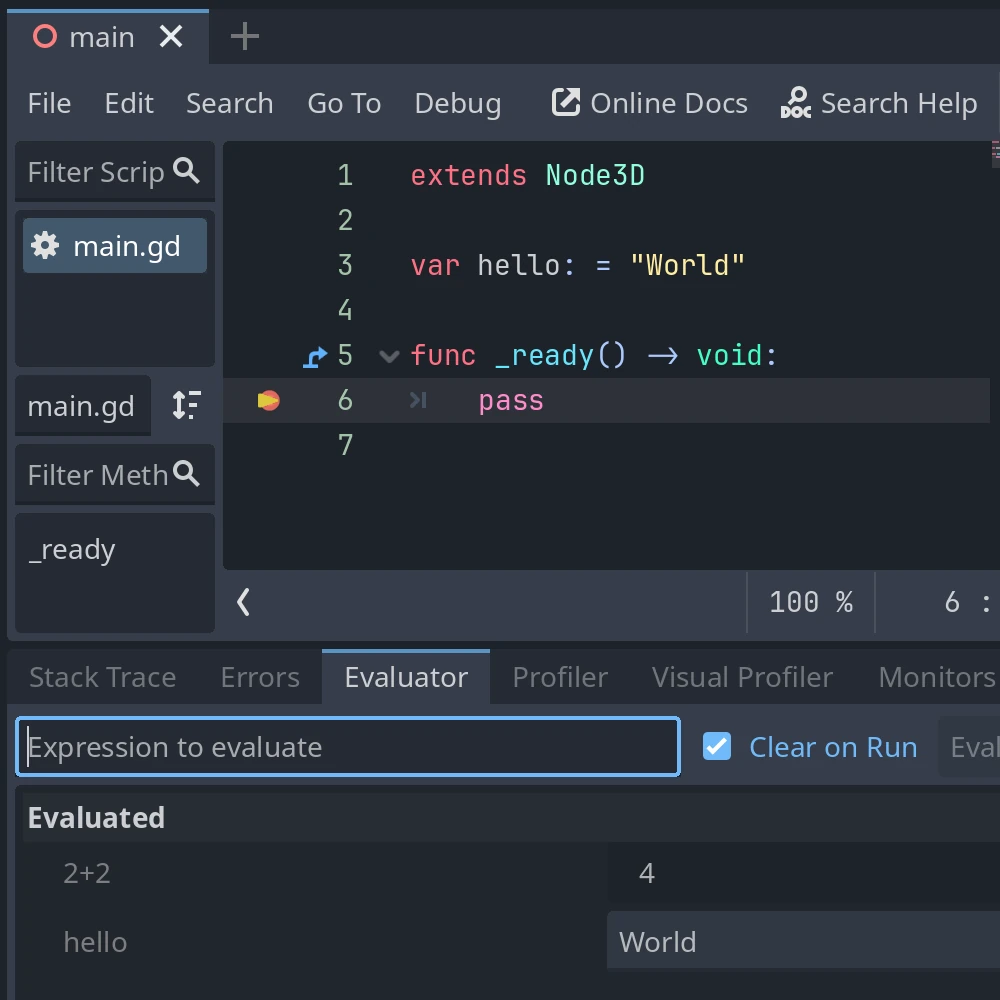 main
File Edit Search Go To Debug Online Docs Search Help
DOC
Filter Scrip
main.gd
1 extends Node3D
2
3 var hello: = "World"
4
5 func _ready() -> void:
6 pass
7
main.gd
Filter Meth
_ready
100 % 6 :
Stack Trace Errors Evaluator Profiler Visual Profiler Monitors
Expression to evaluate Clear on Run Eval
Evaluated
2+2 4
hello World